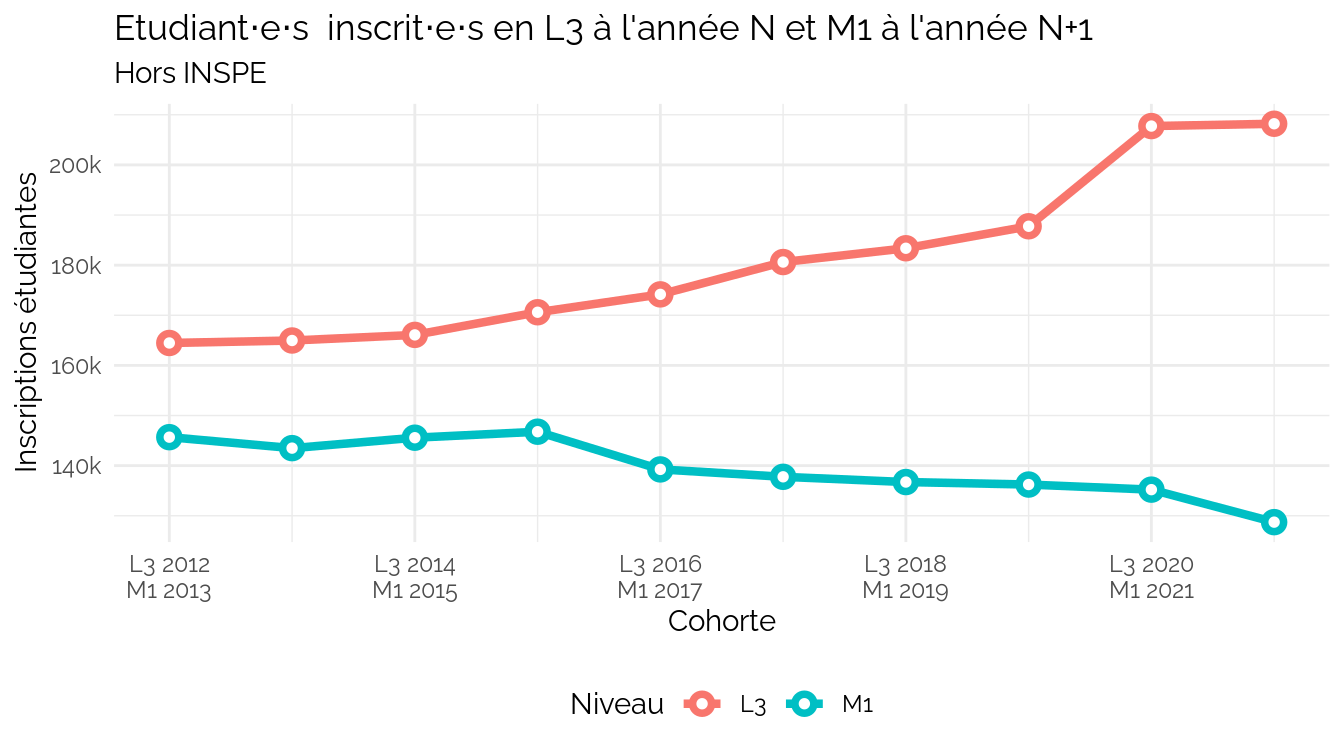 Etudiant·e·s  inscrit·e·s en L3 à l'année N et M1 à l'année N+1
Hors INSPE
Inscriptions étudiantes
200k
180k
160k
140k
L3 2012
M1 2013
L3 2014
M1 2015
L3 2016
M1 2017
L3 2018
M1 2019
L3 2020
M1 2021
Cohorte
Niveau L3 M1